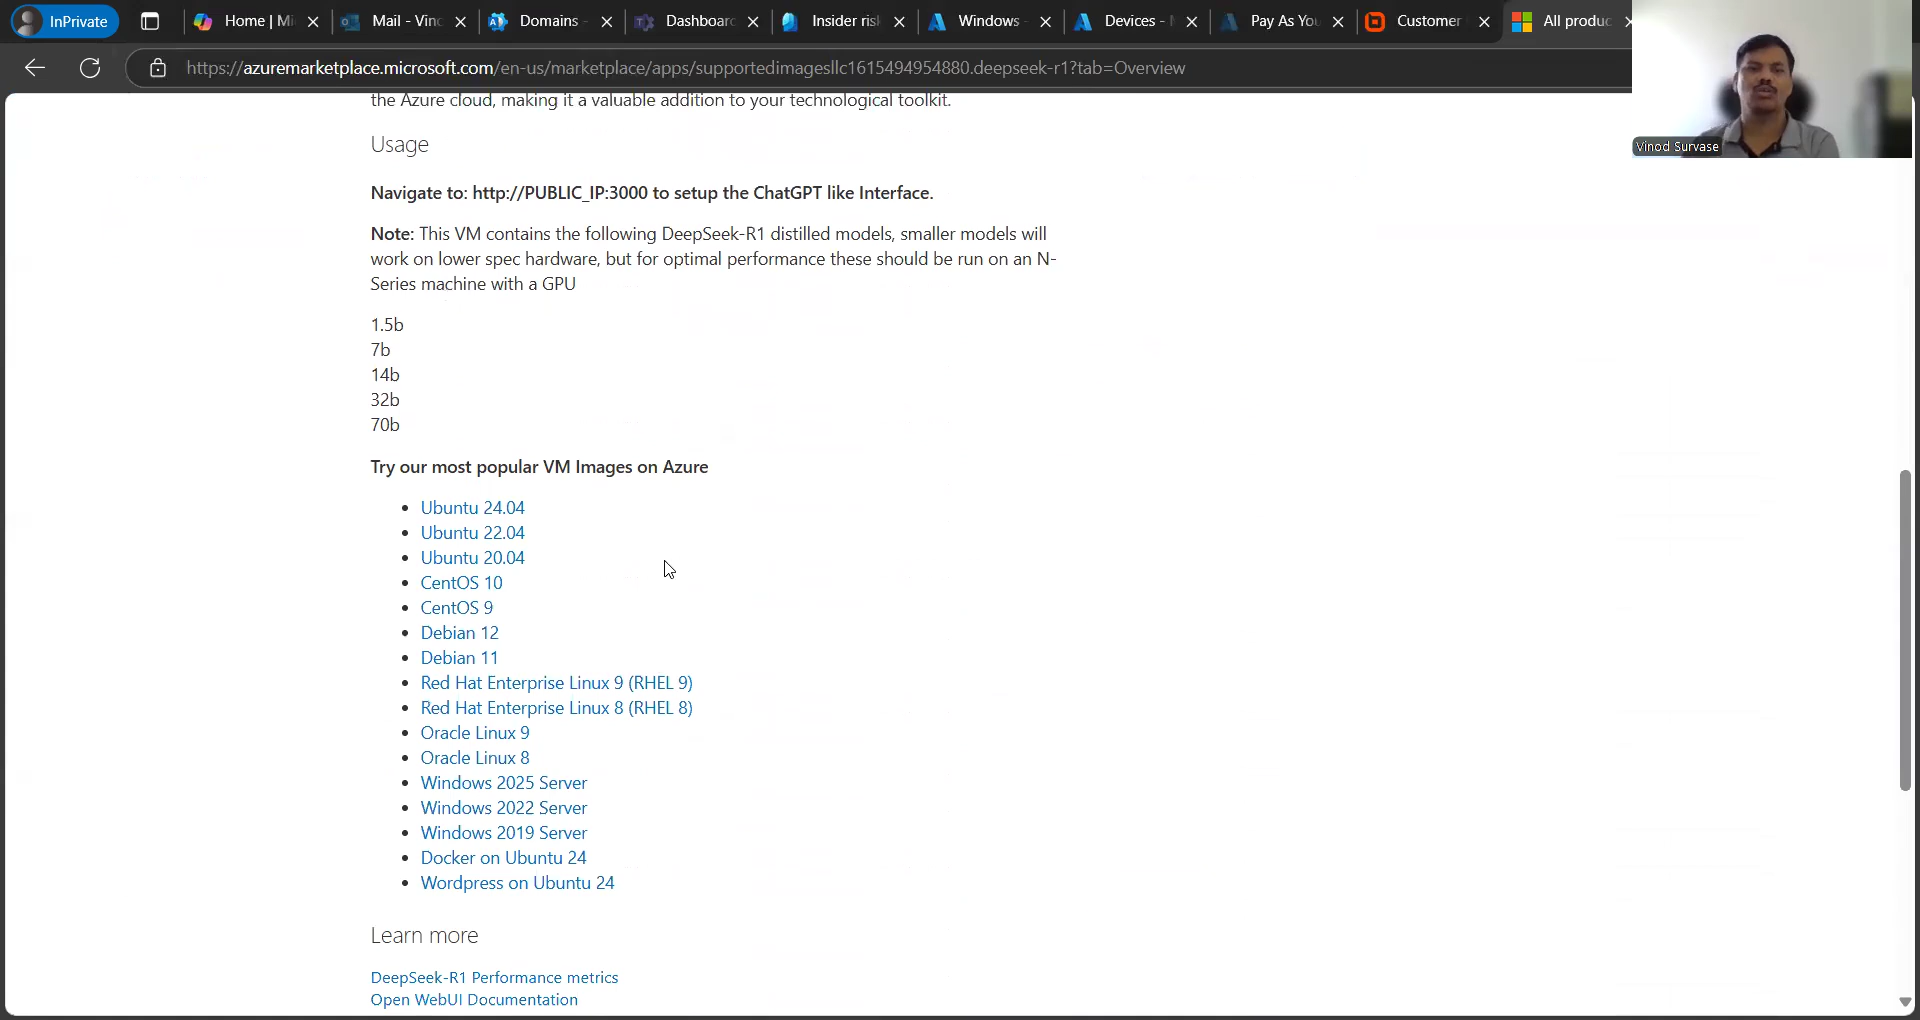 InPrivate
Home | Mi
Mail - Vinc
Domains -
Dashboard
Insider risk
Windows -
Devices - M
Pay As You
Customer
All produc
https://azuremarketplace.microsoft.com/en-us/marketplace/apps/supportedimagesllc1615494954880.deepseek-r1?tab=Overview
Vinod Survase
the Azure cloud, making it a valuable addition to your technological toolkit.
Usage
Navigate to: http://PUBLIC_IP:3000 to setup the ChatGPT like Interface.
Note: This VM contains the following DeepSeek-R1 distilled models, smaller models will
work on lower spec hardware, but for optimal performance these should be run on an N-
Series machine with a GPU
1.5b
7b
14b
32b
70b
Try our most popular VM Images on Azure
Ubuntu 24.04
Ubuntu 22.04
Ubuntu 20.04
CentOS 10
CentOS 9
Debian 12
Debian 11
Red Hat Enterprise Linux 9 (RHEL 9)
Red Hat Enterprise Linux 8 (RHEL 8)
Oracle Linux 9
Oracle Linux 8
Windows 2025 Server
Windows 2022 Server
Windows 2019 Server
Docker on Ubuntu 24
Wordpress on Ubuntu 24
Learn more
DeepSeek-R1 Performance metrics
Open WebUI Documentation